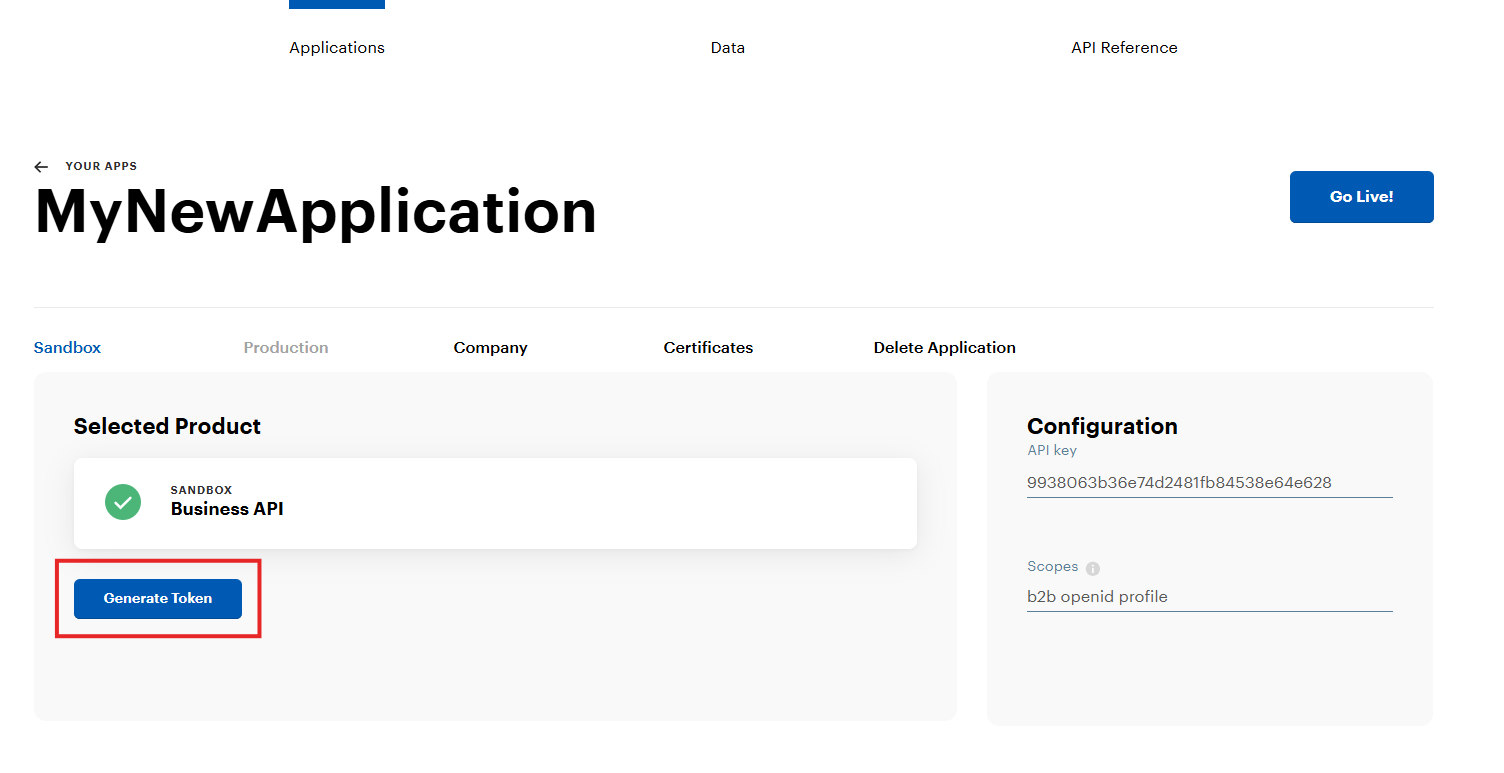 Applications
Data
API Reference
YOUR APPS
MyNewApplication
Go Live!
Sandbox
Production
Company
Certificates
Delete Application
Selected Product
SANDBOX
Business API
Generate Token
Configuration
API key
9938063b36e74d2481fb84538e64e628
Scopes
b2b openid profile